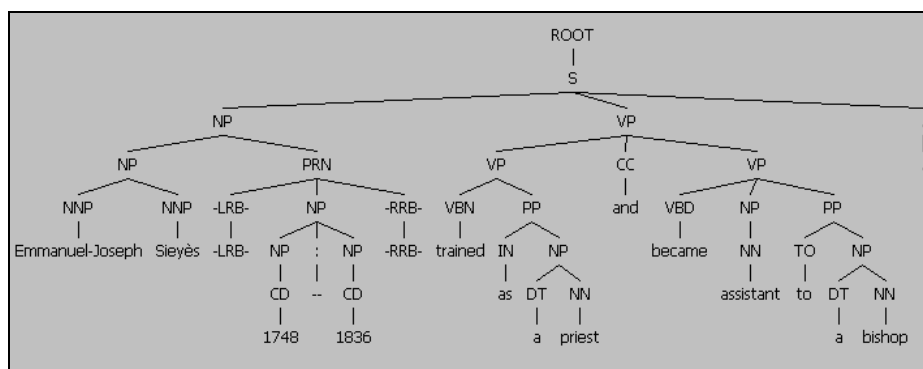 ROOT
S
NP VP
NP PRN VP CC VP
NNP NNP -LRB- NP -RRB- VBN PP and VBD NP PP
Emmanuel-Joseph Sieyès -LRB- NP : NP -RRB- trained IN NP became NN TO NP
CD -- CD as DT NN assistant to DT NN
1748 1836 a priest a bishop